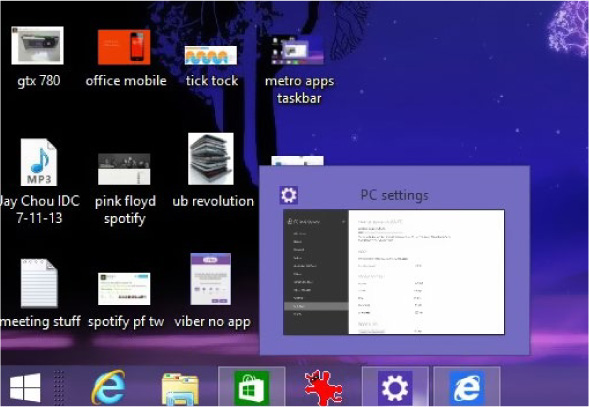 gtx 780
office mobile
tick tock
metro apps
taskbar
MP3
Jay Chou IDC
7-11-13
pink floyd
spotify
ub revolution
PC settings
meeting stuff
spotify pf tw
viber no app